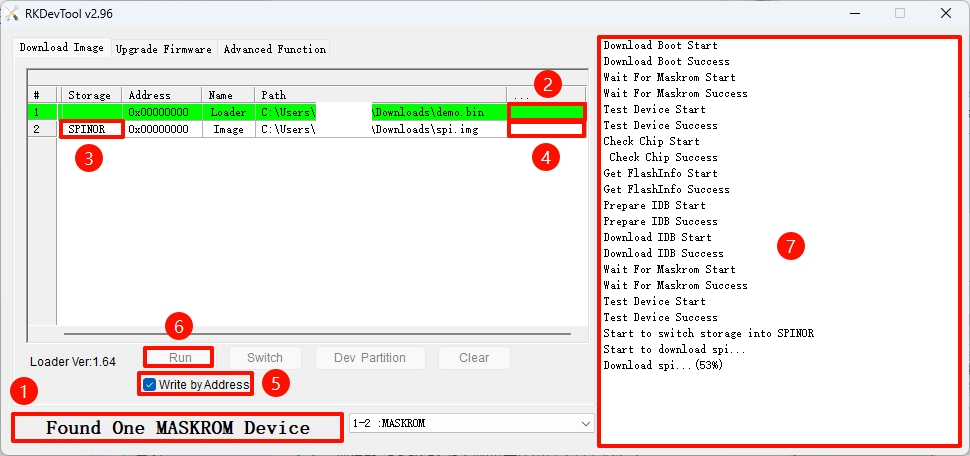 RKDevTool v2.96
Download Image Upgrade Firmware Advanced Function
2
# Storage Address Name Path ...
1 0x00000000 Loader C:\Users\ \Downloads\demo.bin
2 SPINOR 0x00000000 Image C:\Users\ \Downloads\spi.img
3
4
6
Loader Ver:1.64 Run Switch Dev Partition Clear
Write by Address
5
1
Found One MASKROM Device
1-2 :MASKROM
Download Boot Start
Download Boot Success
Wait For Maskrom Start
Wait For Maskrom Success
Test Device Start
Test Device Success
Check Chip Start
Check Chip Success
Get FlashInfo Start
Get FlashInfo Success
Prepare IDB Start
Prepare IDB Success
Download IDB Start
Download IDB Success
Wait For Maskrom Start
Wait For Maskrom Success
Test Device Start
Test Device Success
Start to switch storage into SPINOR
Start to download spi...
Download spi...(53%)
7